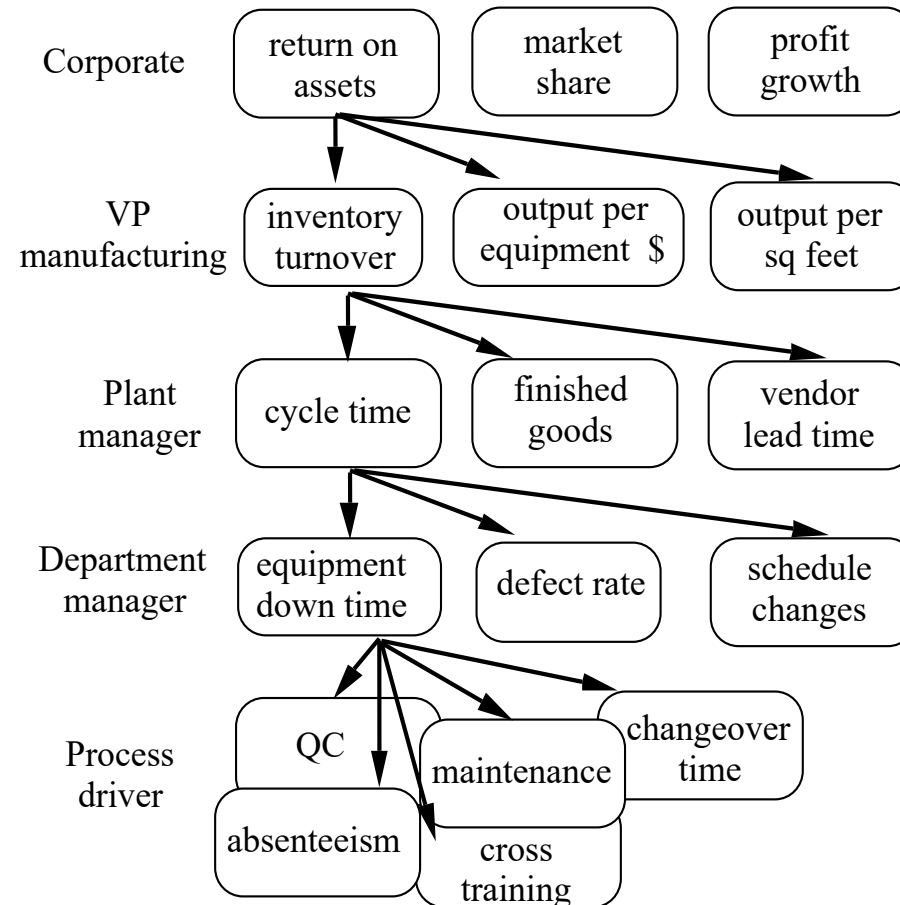 Corporate
return on
assets
market
share
profit
growth
VP
manufacturing
inventory
turnover
output per
equipment $
output per
sq feet
Plant
manager
cycle time
finished
goods
vendor
lead time
Department
manager
equipment
down time
defect rate
schedule
changes
Process
driver
QC
maintenance
changeover
time
absenteeism
cross
training